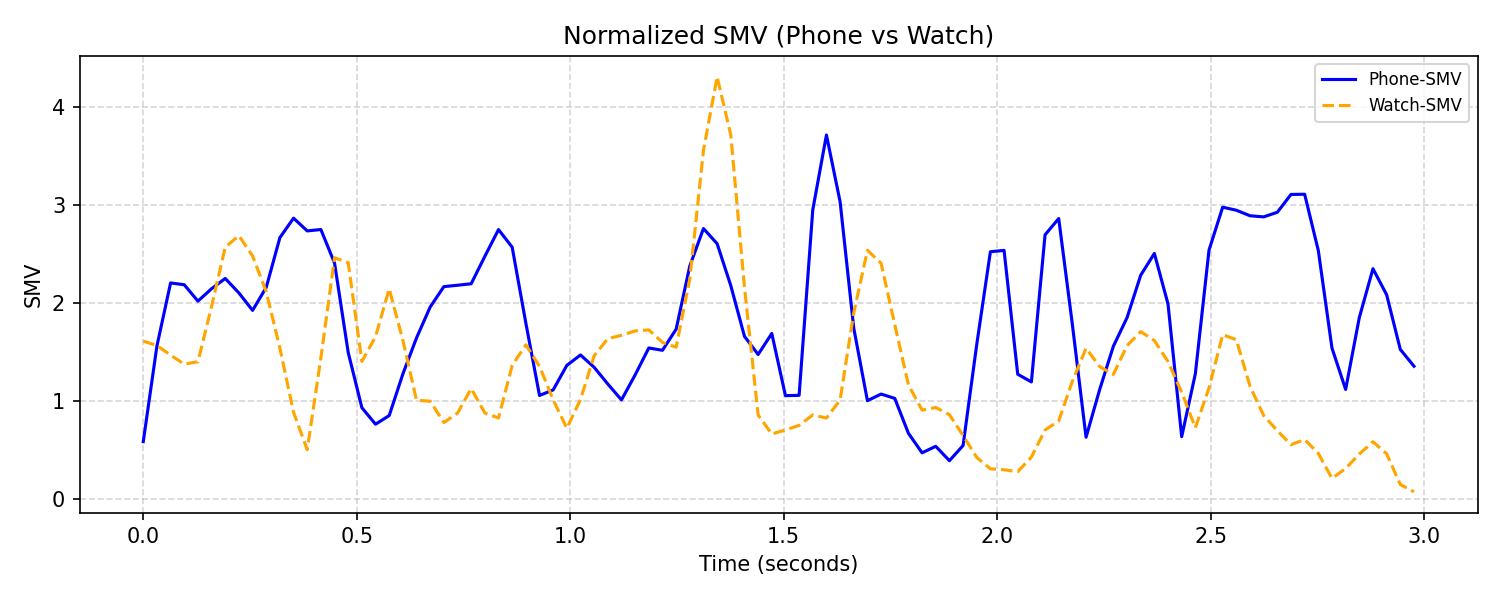 Normalized SMV (Phone vs Watch)
Phone-SMV
Watch-SMV
SMV
4
3
2
1
0
0.0 0.5 1.0 1.5 2.0 2.5 3.0
Time (seconds)